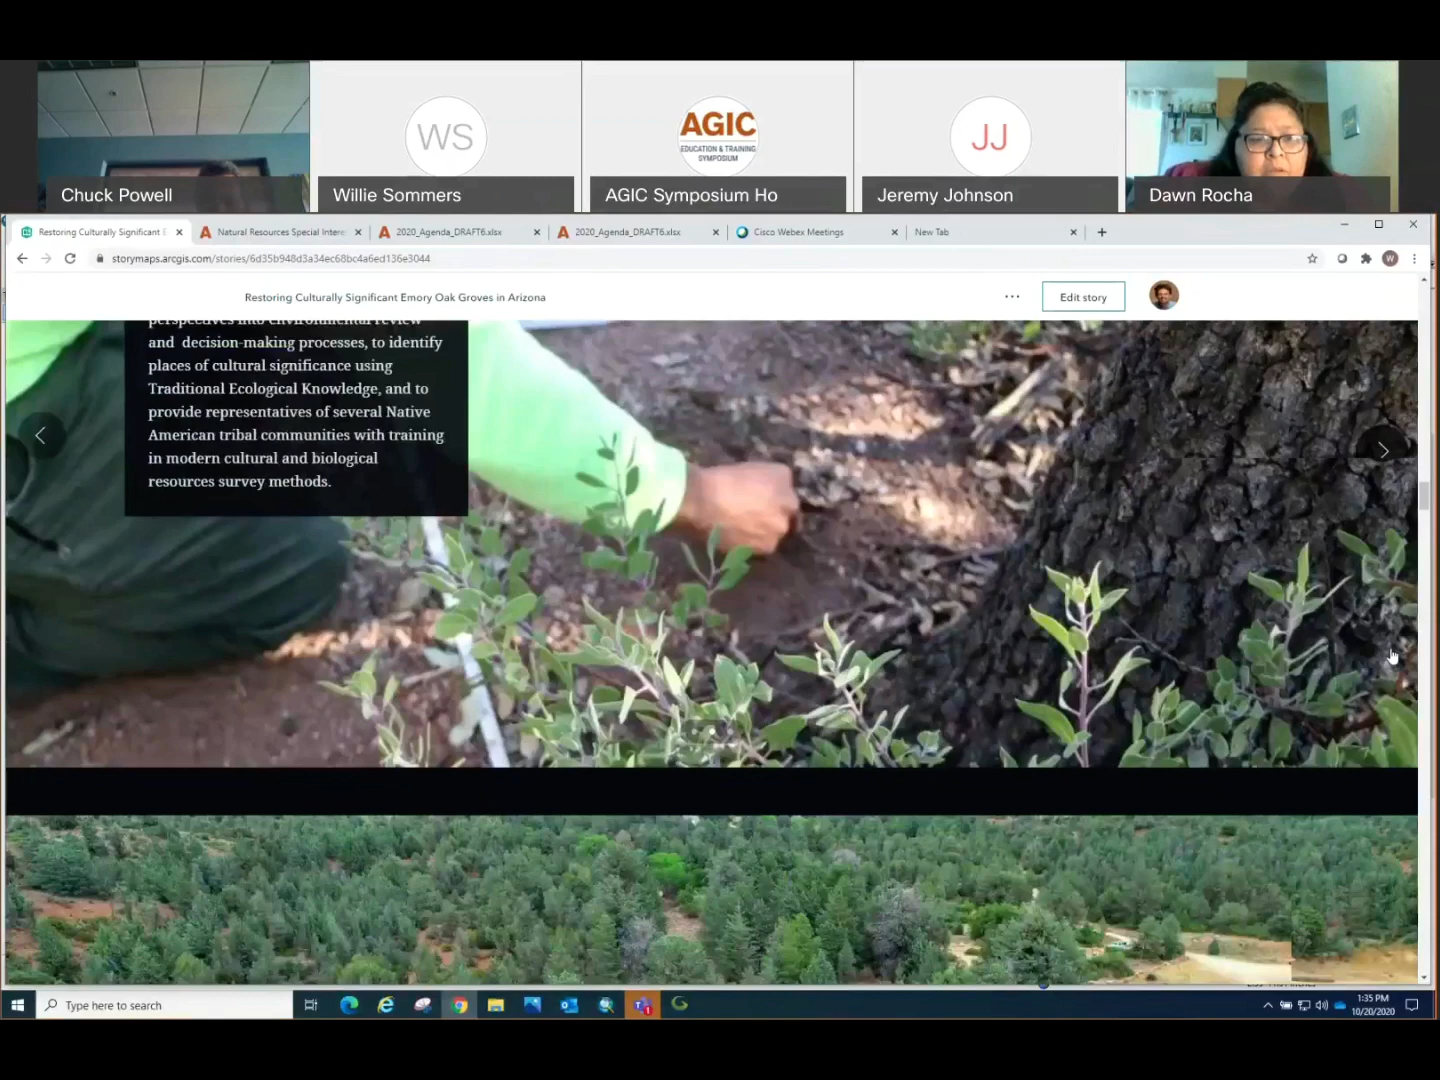 WS
AGIC
EDUCATION & TRAINING
SYMPOSIUM
JJ
Chuck Powell
Willie Sommers
AGIC Symposium Ho
Jeremy Johnson
Dawn Rocha
Restoring Culturally Significant E
Natural Resources Special Intere
2020_Agenda_DRAFT6.xlsx
2020_Agenda_DRAFT6.xlsx
Cisco Webex Meetings
New Tab
storymaps.arcgis.com/stories/6d35b948d3a34ec68bc4a6ed136e3044
W
Restoring Culturally Significant Emory Oak Groves in Arizona
Edit story
perspectives into environmental review
and decision-making processes, to identify
places of cultural significance using
Traditional Ecological Knowledge, and to
provide representatives of several Native
American tribal communities with training
in modern cultural and biological
resources survey methods.
Type here to search
1:35 PM
10/20/2020